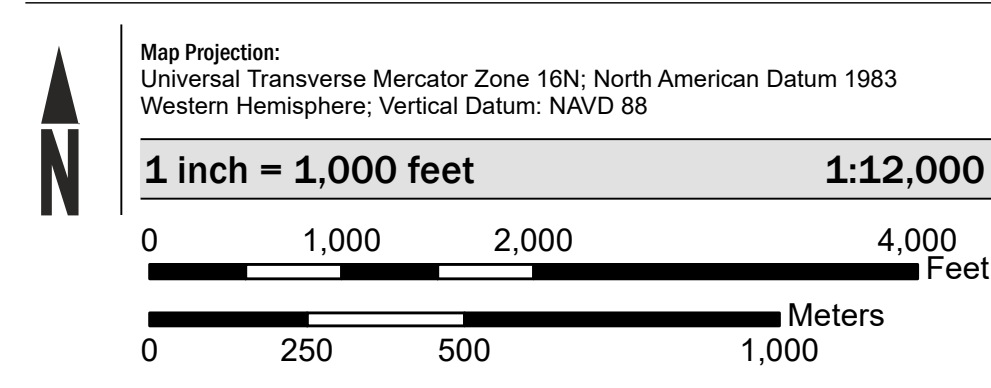 Map Projection:
Universal Transverse Mercator Zone 16N; North American Datum 1983
Western Hemisphere; Vertical Datum: NAVD 88
N
1 inch = 1,000 feet 1:12,000
0 1,000 2,000 4,000
Feet
Meters
0 250 500 1,000